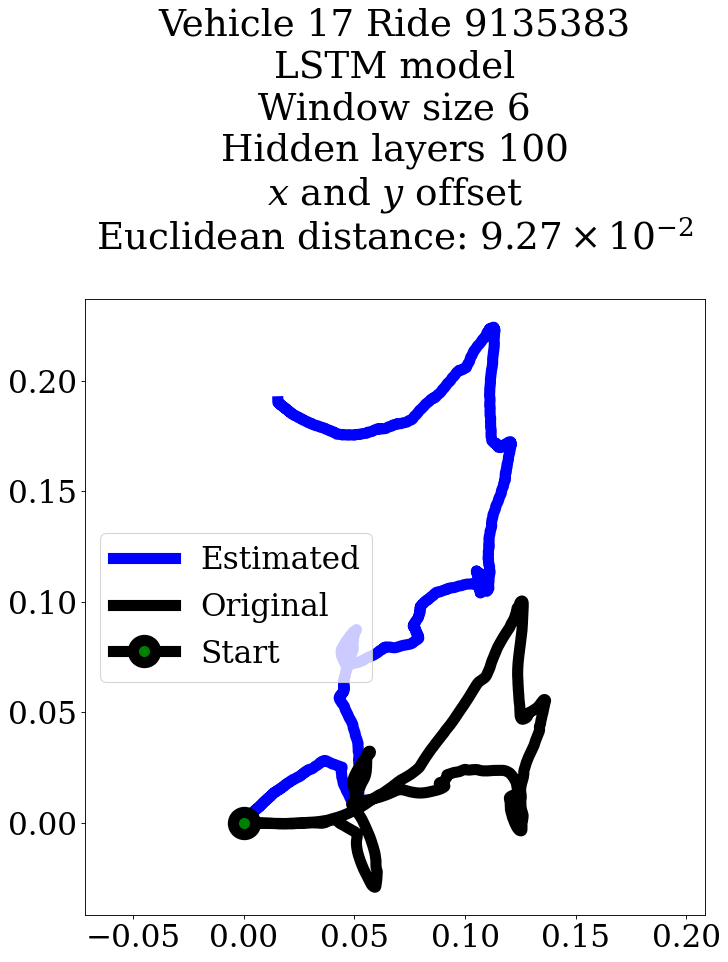 Vehicle 17 Ride 9135383
LSTM model
Window size 6
Hidden layers 100
x and y offset
Euclidean distance: 9.27 × 10⁻²
0.20
0.15
0.10
0.05
0.00
Estimated
Original
Start
−0.05 0.00 0.05 0.10 0.15 0.20